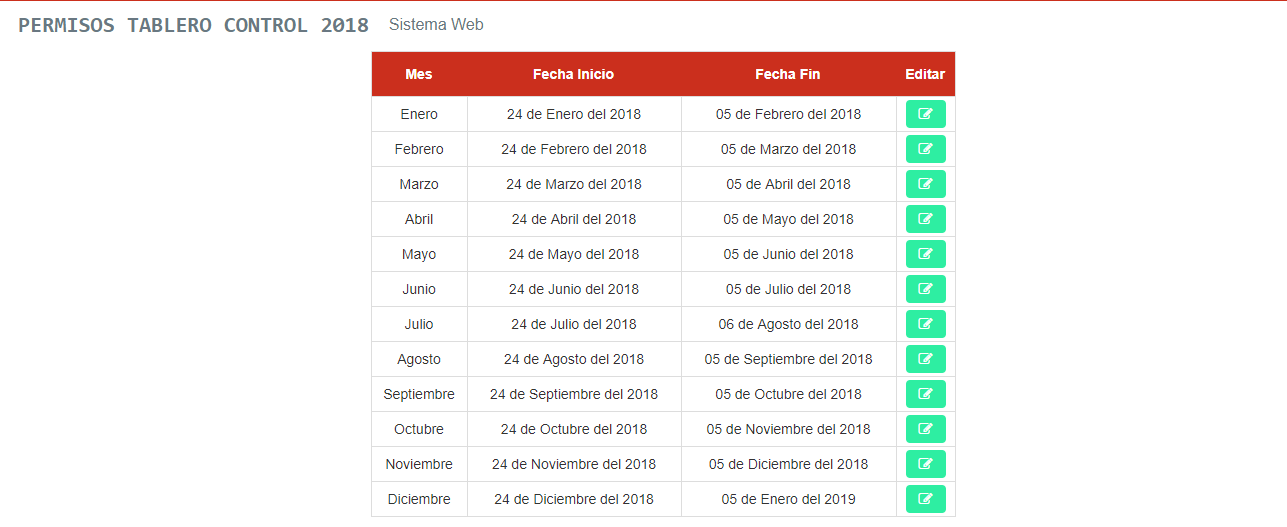 PERMISOS TABLERO CONTROL 2018 Sistema Web
Mes Fecha Inicio Fecha Fin Editar
Enero 24 de Enero del 2018 05 de Febrero del 2018
Febrero 24 de Febrero del 2018 05 de Marzo del 2018
Marzo 24 de Marzo del 2018 05 de Abril del 2018
Abril 24 de Abril del 2018 05 de Mayo del 2018
Mayo 24 de Mayo del 2018 05 de Junio del 2018
Junio 24 de Junio del 2018 05 de Julio del 2018
Julio 24 de Julio del 2018 06 de Agosto del 2018
Agosto 24 de Agosto del 2018 05 de Septiembre del 2018
Septiembre 24 de Septiembre del 2018 05 de Octubre del 2018
Octubre 24 de Octubre del 2018 05 de Noviembre del 2018
Noviembre 24 de Noviembre del 2018 05 de Diciembre del 2018
Diciembre 24 de Diciembre del 2018 05 de Enero del 2019